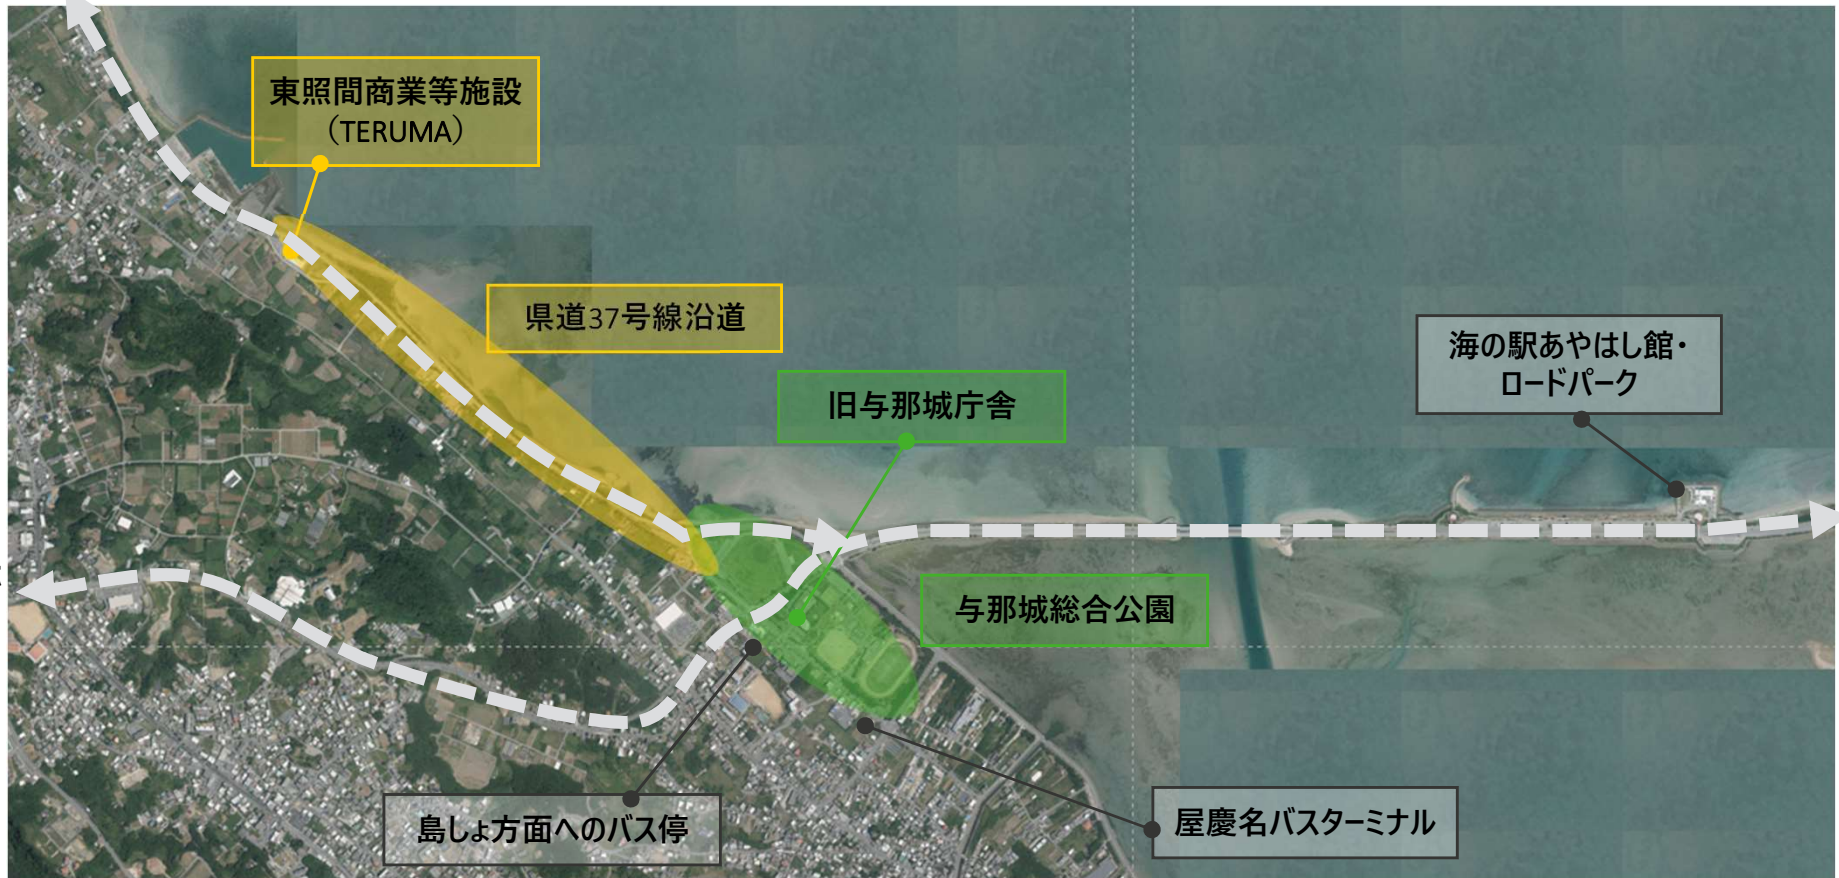 東照間商業等施設
（TERUMA）
県道37号線沿道
旧与那城庁舎
海の駅あやはし館・
ロードパーク
与那城総合公園
島しょ方面へのバス停
屋慶名バスターミナル